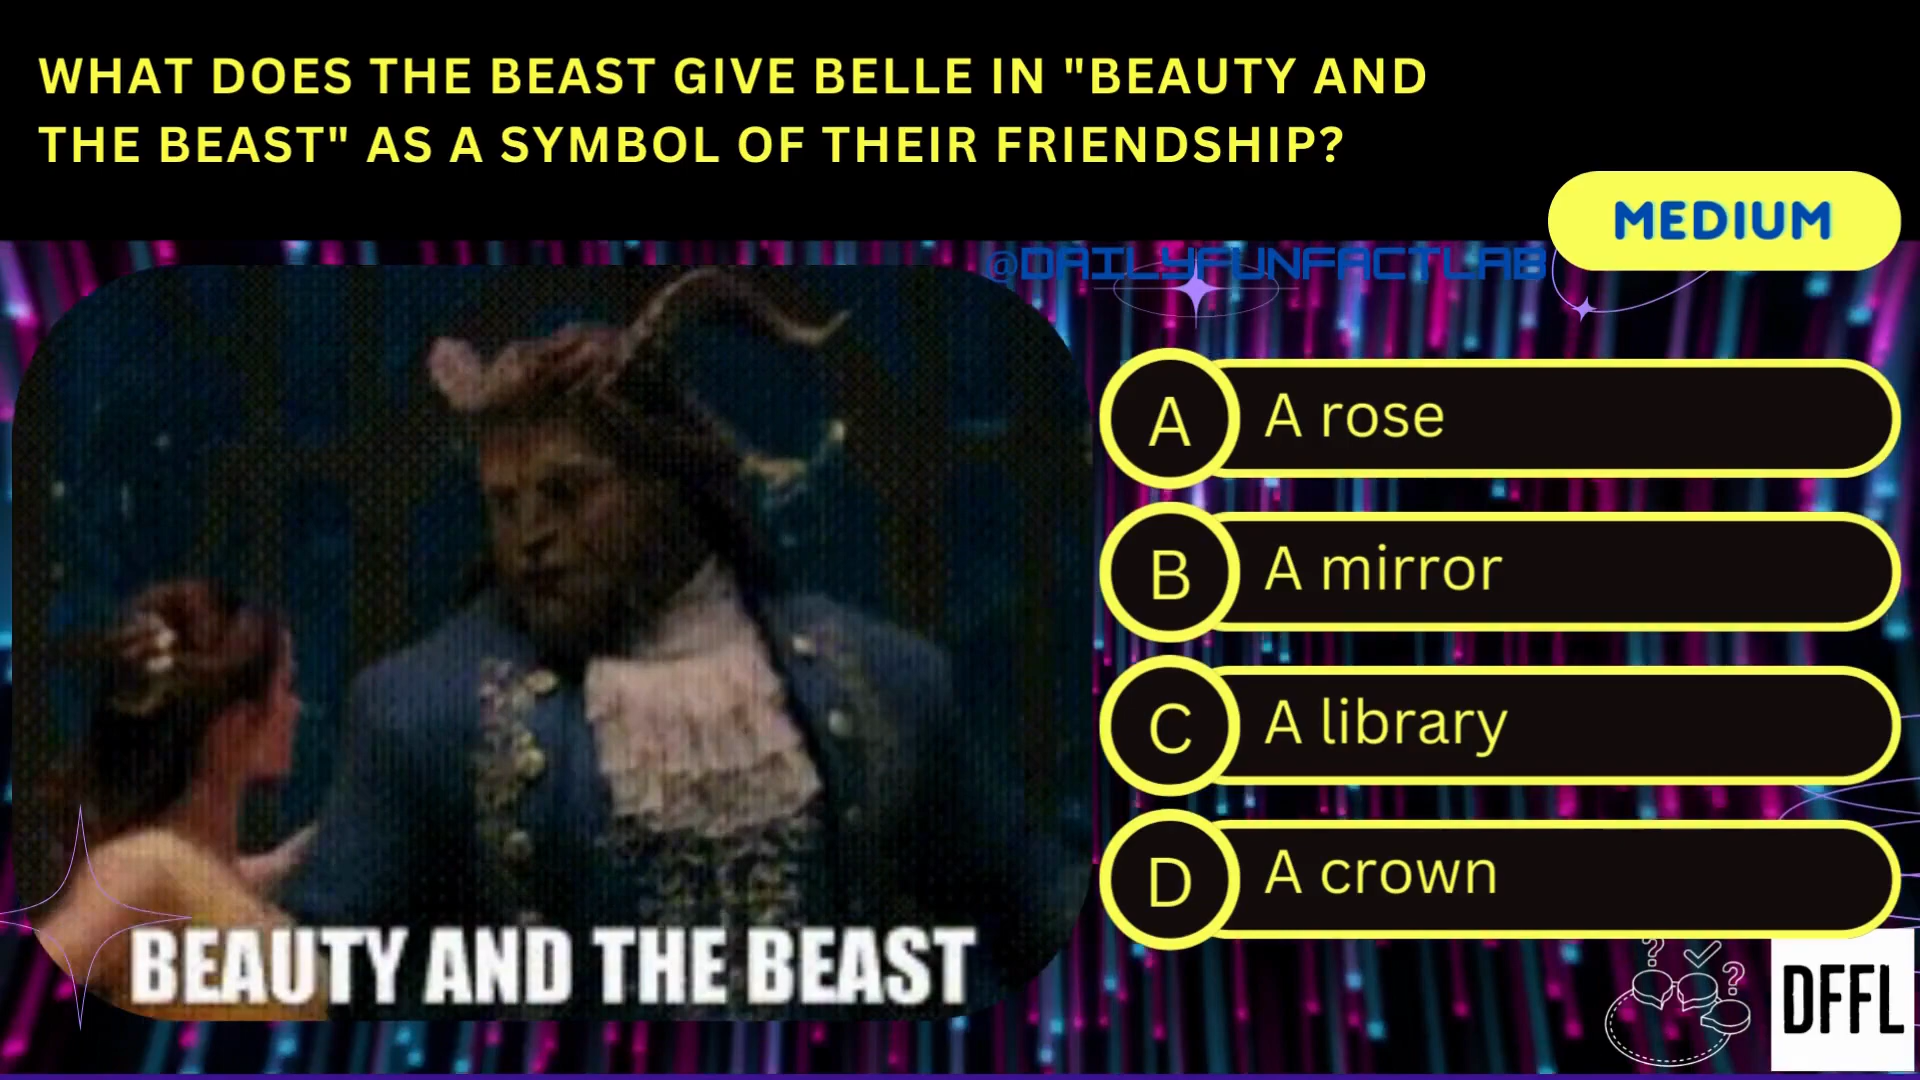 WHAT DOES THE BEAST GIVE BELLE IN "BEAUTY AND
THE BEAST" AS A SYMBOL OF THEIR FRIENDSHIP?
MEDIUM
@DAILYFUNFACTLAB
A A rose
B A mirror
C A library
D A crown
BEAUTY AND THE BEAST
? ?
DFFL